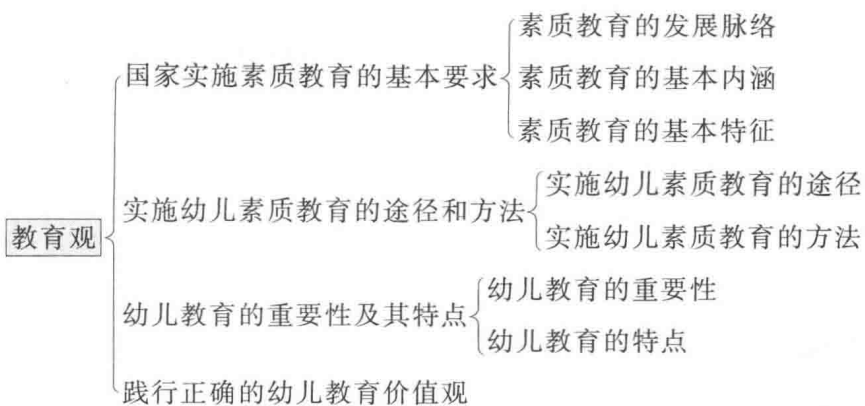 教育观
国家实施素质教育的基本要求
素质教育的发展脉络
素质教育的基本内涵
素质教育的基本特征
实施幼儿素质教育的途径和方法
实施幼儿素质教育的途径
实施幼儿素质教育的方法
幼儿教育的重要性及其特点
幼儿教育的重要性
幼儿教育的特点
践行正确的幼儿教育价值观